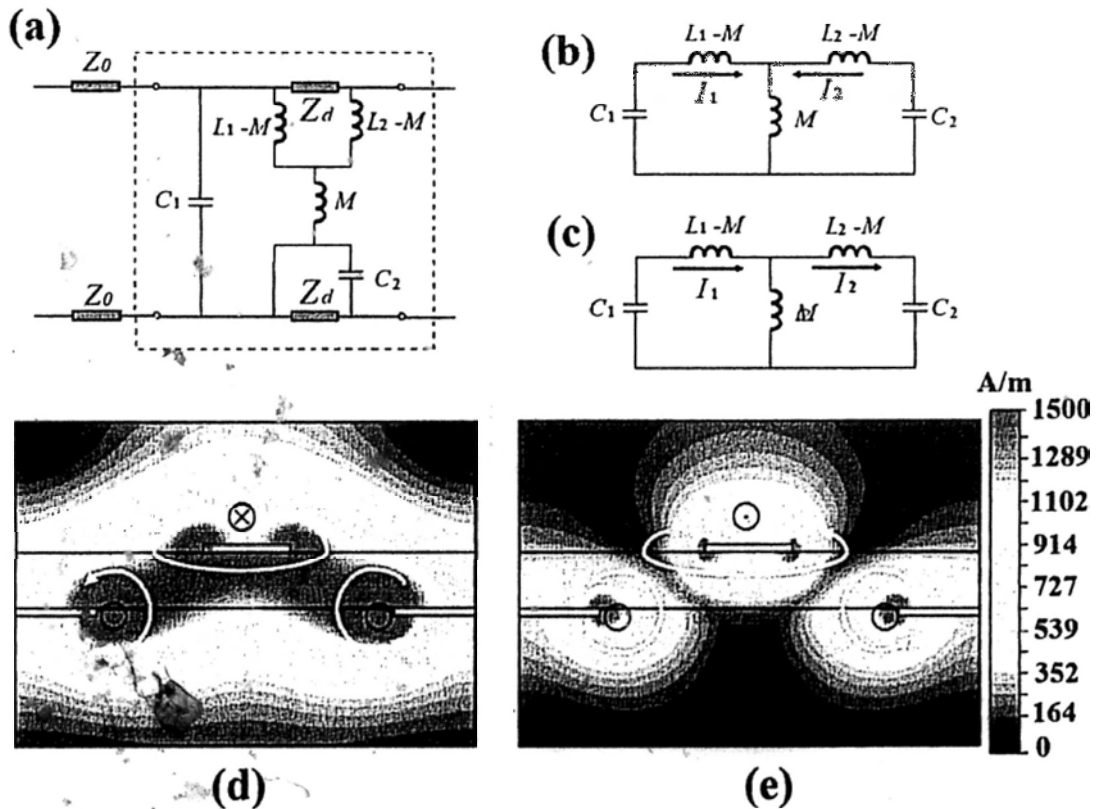 (a)
Z0
Zd
L1 -M
L2 -M
M
C1
C2
Z0
Zd
(b)
L1 -M
L2 -M
I1
I2
C1
M
C2
(c)
L1 -M
L2 -M
I1
I2
C1
M
C2
A/m
1500
1289
1102
914
727
539
352
164
0
(d)
(e)